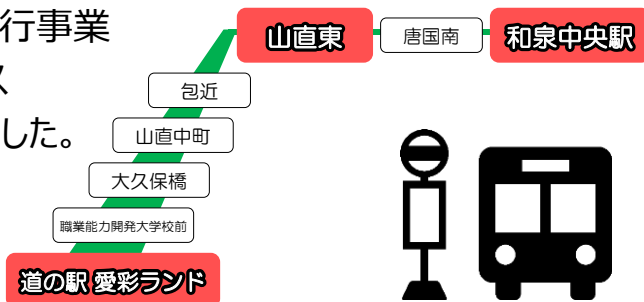 行事業
ス
した。
山直東
唐国南
和泉中央駅
包近
山直中町
大久保橋
職業能力開発大学校前
道の駅 愛彩ランド